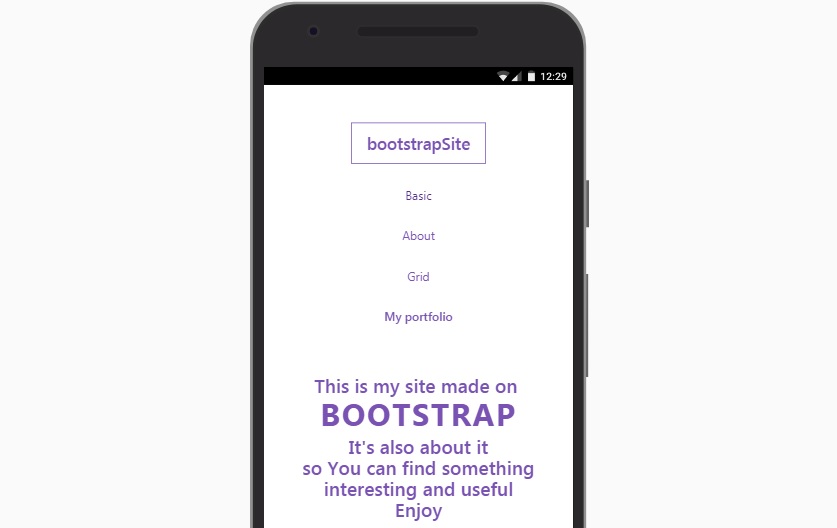 12:29
bootstrapSite
Basic
About
Grid
My portfolio
This is my site made on
BOOTSTRAP
It's also about it
so You can find something
interesting and useful
Enjoy